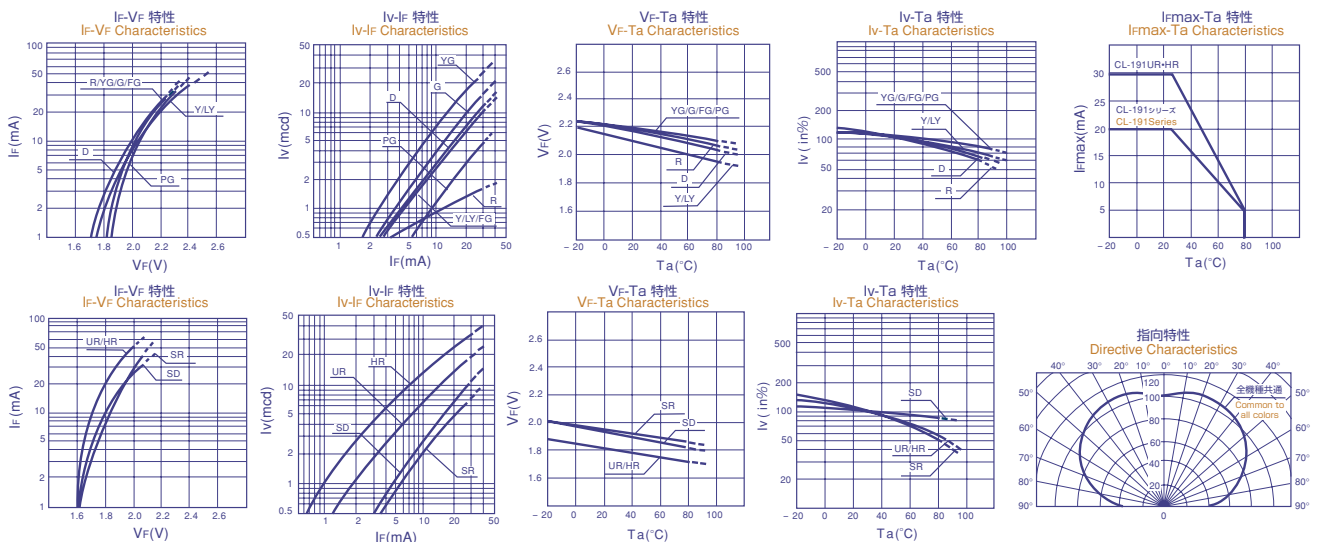 IF-VF 特性
IF-VF Characteristics
100
50
10
5
2
1
IF(mA)
R/YG/G/FG
Y/LY
D
PG
1.6
1.8
2.0
2.2
2.4
2.6
VF(V)
Iv-IF 特性
Iv-IF Characteristics
50
20
10
5
2
1
0.5
Iv(mcd)
YG
G
D
PG
R
Y/LY/FG
1
2
5
10
20
50
IF(mA)
VF-Ta 特性
VF-Ta Characteristics
2.6
2.4
2.2
2.0
1.8
1.6
VF(V)
YG/G/FG/PG
R
D
Y/LY
−20
0
20
40
60
80
100
Ta(°C)
Iv-Ta 特性
Iv-Ta Characteristics
500
200
100
50
20
Iv ( in%)
YG/G/FG/PG
Y/LY
D
R
−20
0
20
40
60
80
100
Ta(°C)
IFmax-Ta 特性
IFmax-Ta Characteristics
30
25
20
15
10
5
IFmax(mA)
CL-191UR•HR
CL-191シリーズ
CL-191Series
−20
0
20
40
60
80
100
Ta(°C)
IF-VF 特性
IF-VF Characteristics
100
50
10
5
2
1
IF(mA)
UR/HR
SR
SD
1.6
1.8
2.0
2.2
2.4
2.6
VF(V)
Iv-IF 特性
Iv-IF Characteristics
50
20
10
5
2
1
0.5
Iv(mcd)
HR
UR
SD
SR
1
2
5
10
20
50
IF(mA)
VF-Ta 特性
VF-Ta Characteristics
2.6
2.4
2.2
2.0
1.8
1.6
VF(V)
SR
SD
UR/HR
−20
0
20
40
60
80
100
Ta(°C)
Iv-Ta 特性
Iv-Ta Characteristics
500
200
100
50
20
Iv ( in%)
SD
UR/HR
SR
−20
0
20
40
60
80
100
Ta(°C)
指向特性
Directive Characteristics
40° 30° 20° 10° 0 10° 20° 30° 40°
50°
60°
70°
80°
90°
120
100
80
60
40
20
0
全機種共通
Common to
all colors
50°
60°
70°
80°
90°